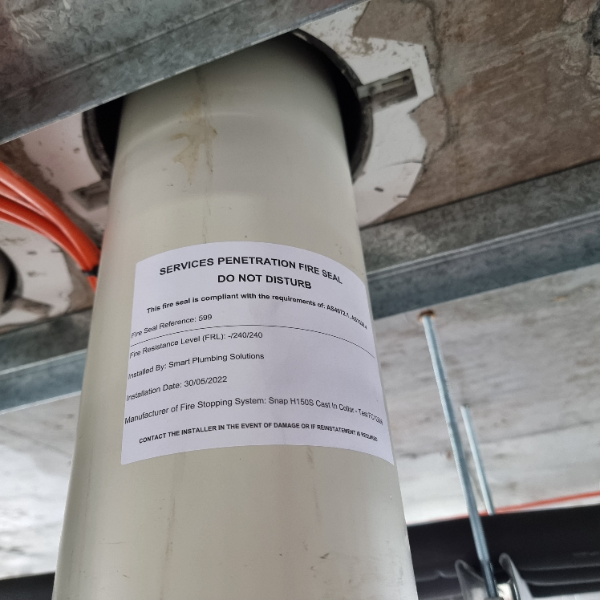 SERVICES PENETRATION FIRE SEAL
DO NOT DISTURB
This fire seal is compliant with the requirements of: AS4072.1,
Fire Seal Reference: 599
Fire Resistance Level (FRL): -/240/240
Installed By: Smart Plumbing Solutions
Installation Date: 30/05/2022
Manufacturer of Fire Stopping System: Snap H150S Cast In Collar - Test
CONTACT THE INSTALLER IN THE EVENT OF DAMAGE OR IF REINSTATEMENT IS REQUIRED